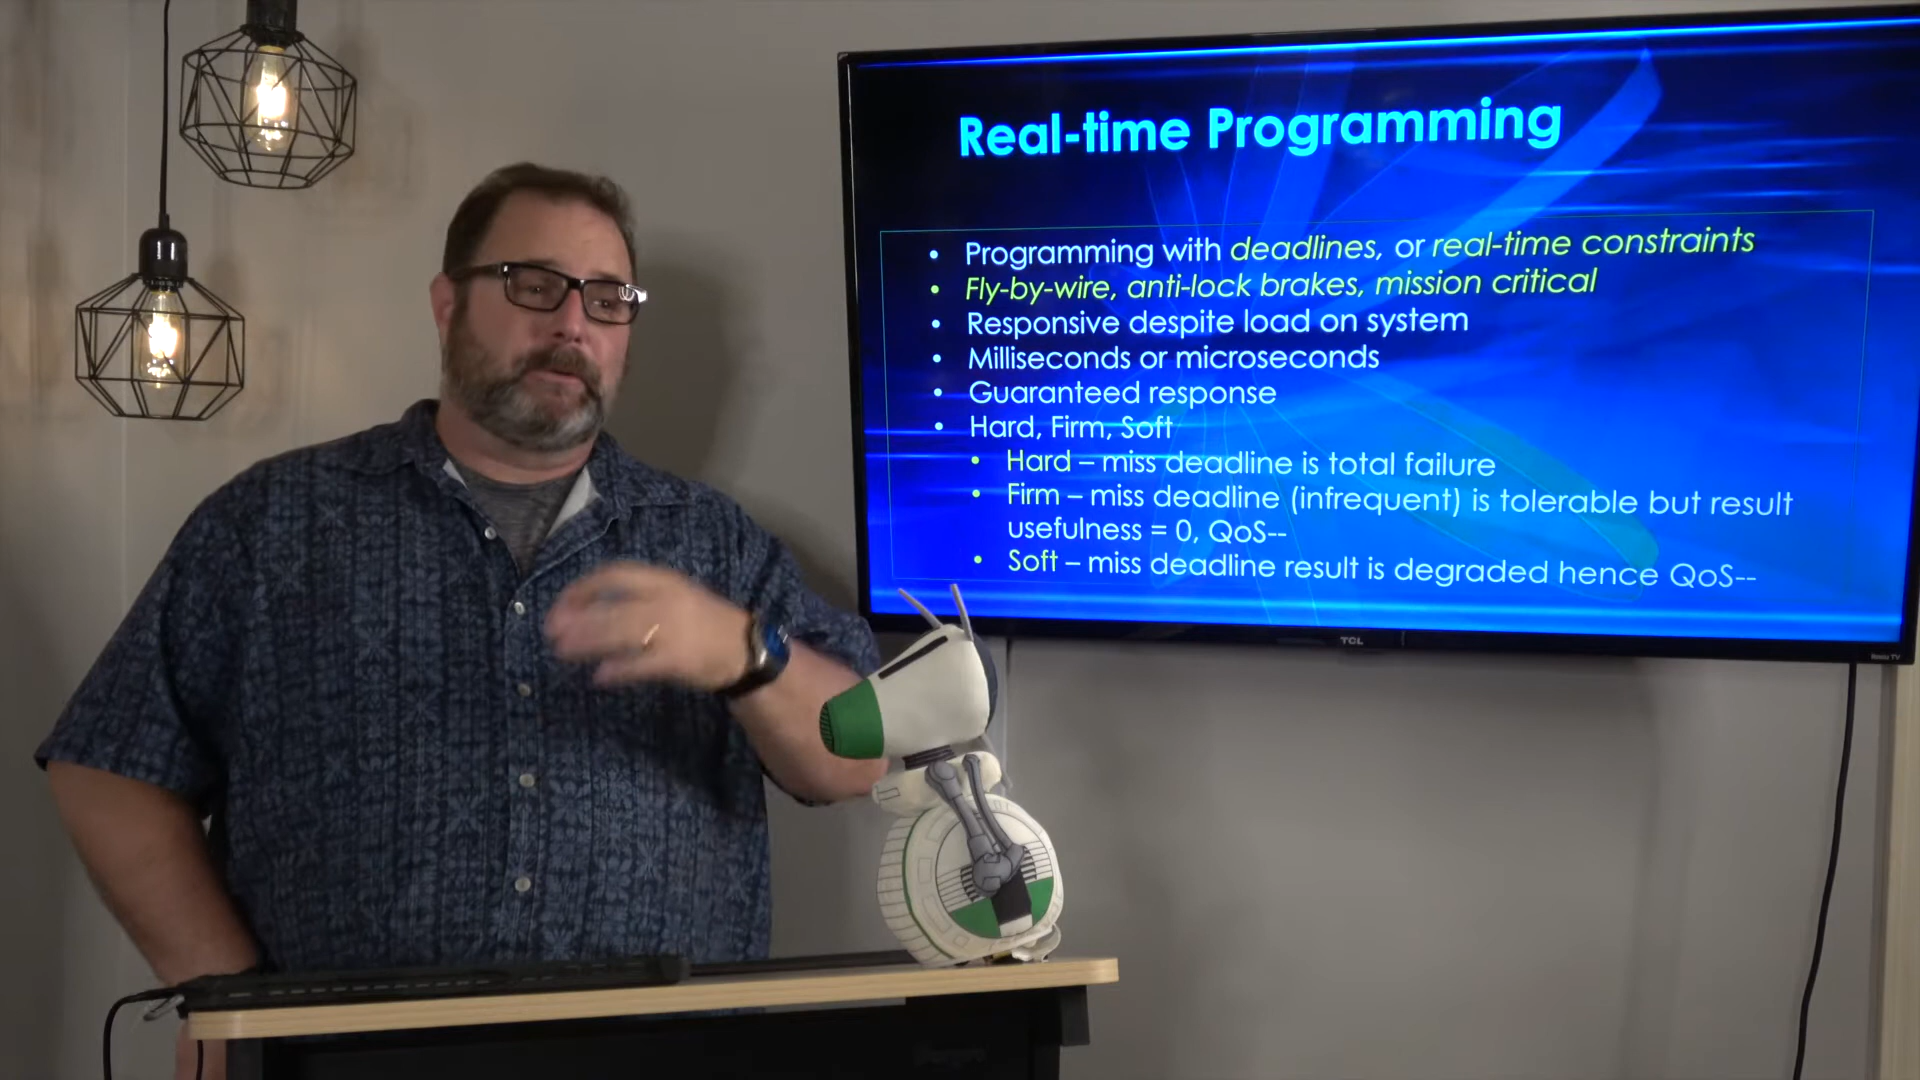 Real-time Programming
• Programming with deadlines, or real-time constraints
• Fly-by-wire, anti-lock brakes, mission critical
• Responsive despite load on system
• Milliseconds or microseconds
• Guaranteed response
• Hard, Firm, Soft
• Hard – miss deadline is total failure
• Firm – miss deadline (infrequent) is tolerable but result
usefulness = 0, QoS--
• Soft – miss deadline result is degraded hence QoS--
TCL
Roku TV